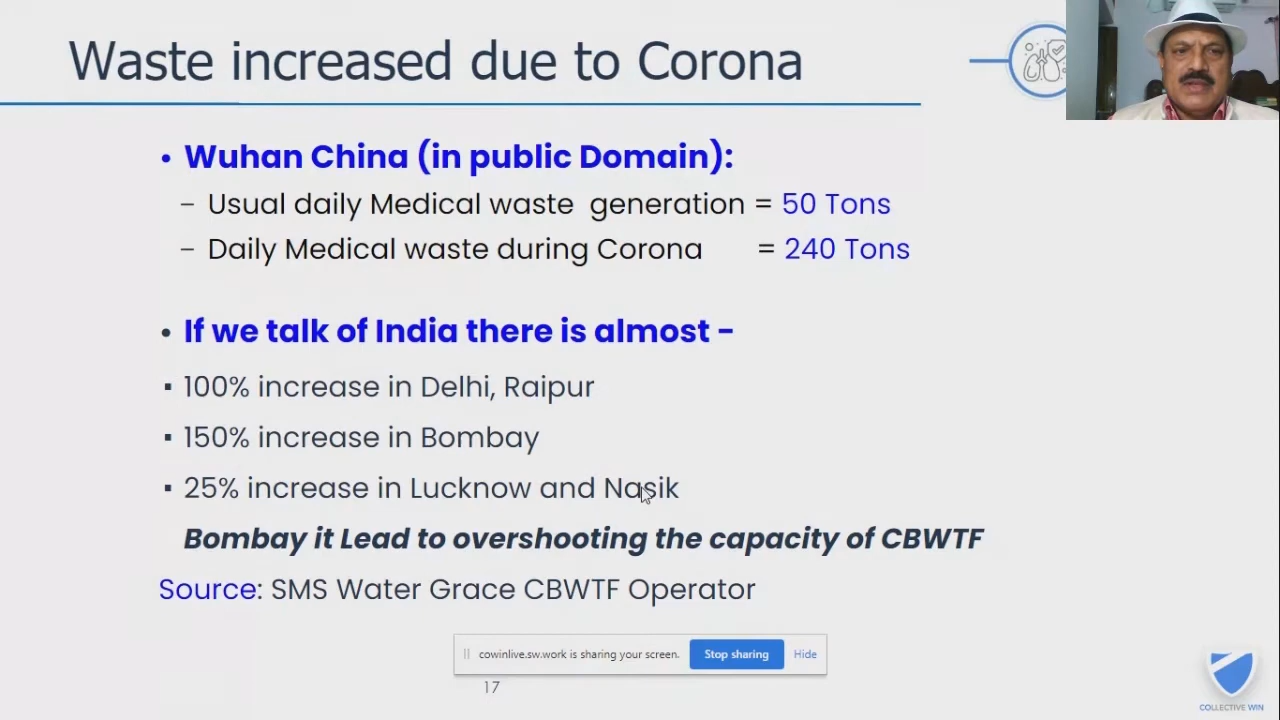 Waste increased due to Corona
• Wuhan China (in public Domain):
– Usual daily Medical waste generation = 50 Tons
– Daily Medical waste during Corona = 240 Tons
• If we talk of India there is almost -
▪ 100% increase in Delhi, Raipur
▪ 150% increase in Bombay
▪ 25% increase in Lucknow and Nasik
Bombay it Lead to overshooting the capacity of CBWTF
Source: SMS Water Grace CBWTF Operator
cowinlive.sw.work is sharing your screen. Stop sharing Hide
17
COLLECTIVE WIN